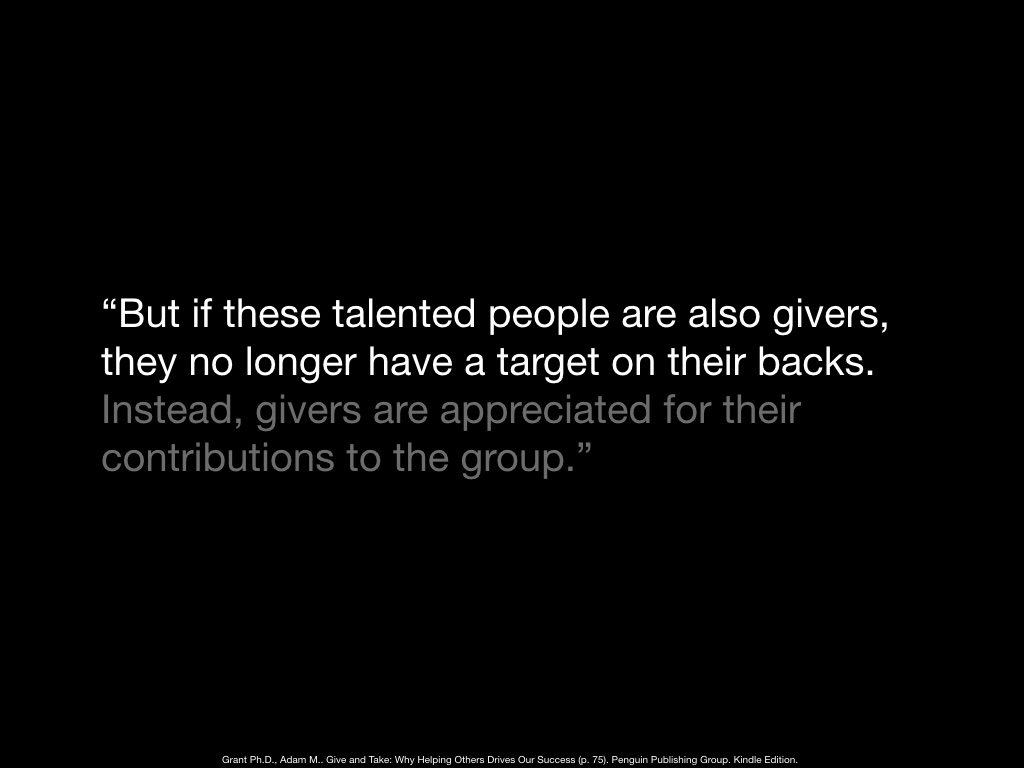 “But if these talented people are also givers,
they no longer have a target on their backs.
Instead, givers are appreciated for their
contributions to the group.”
Grant Ph.D., Adam M.. Give and Take: Why Helping Others Drives Our Success (p. 75). Penguin Publishing Group. Kindle Edition.